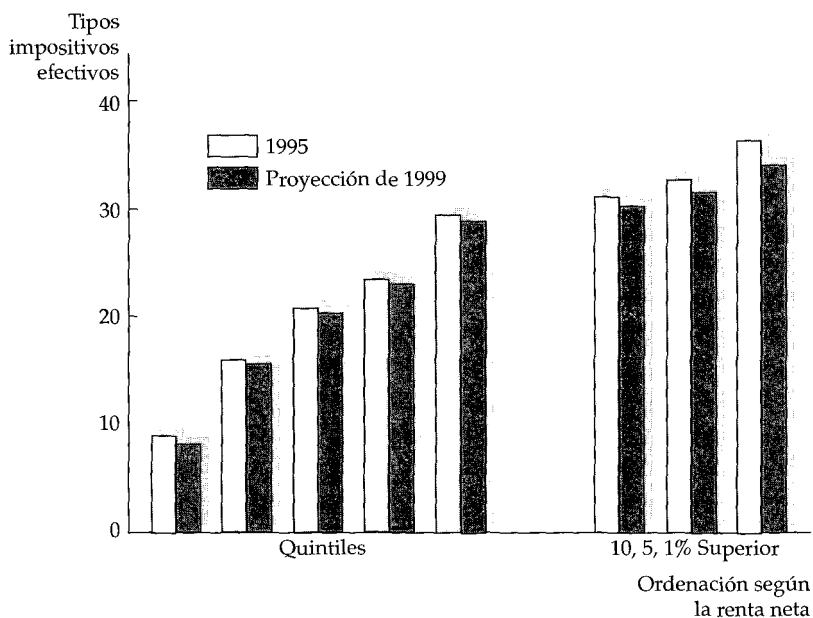 Tipos
impositivos
efectivos
40
30
20
10
0
1995
Proyección de 1999
Quintiles
10, 5, 1% Superior
Ordenación según
la renta neta